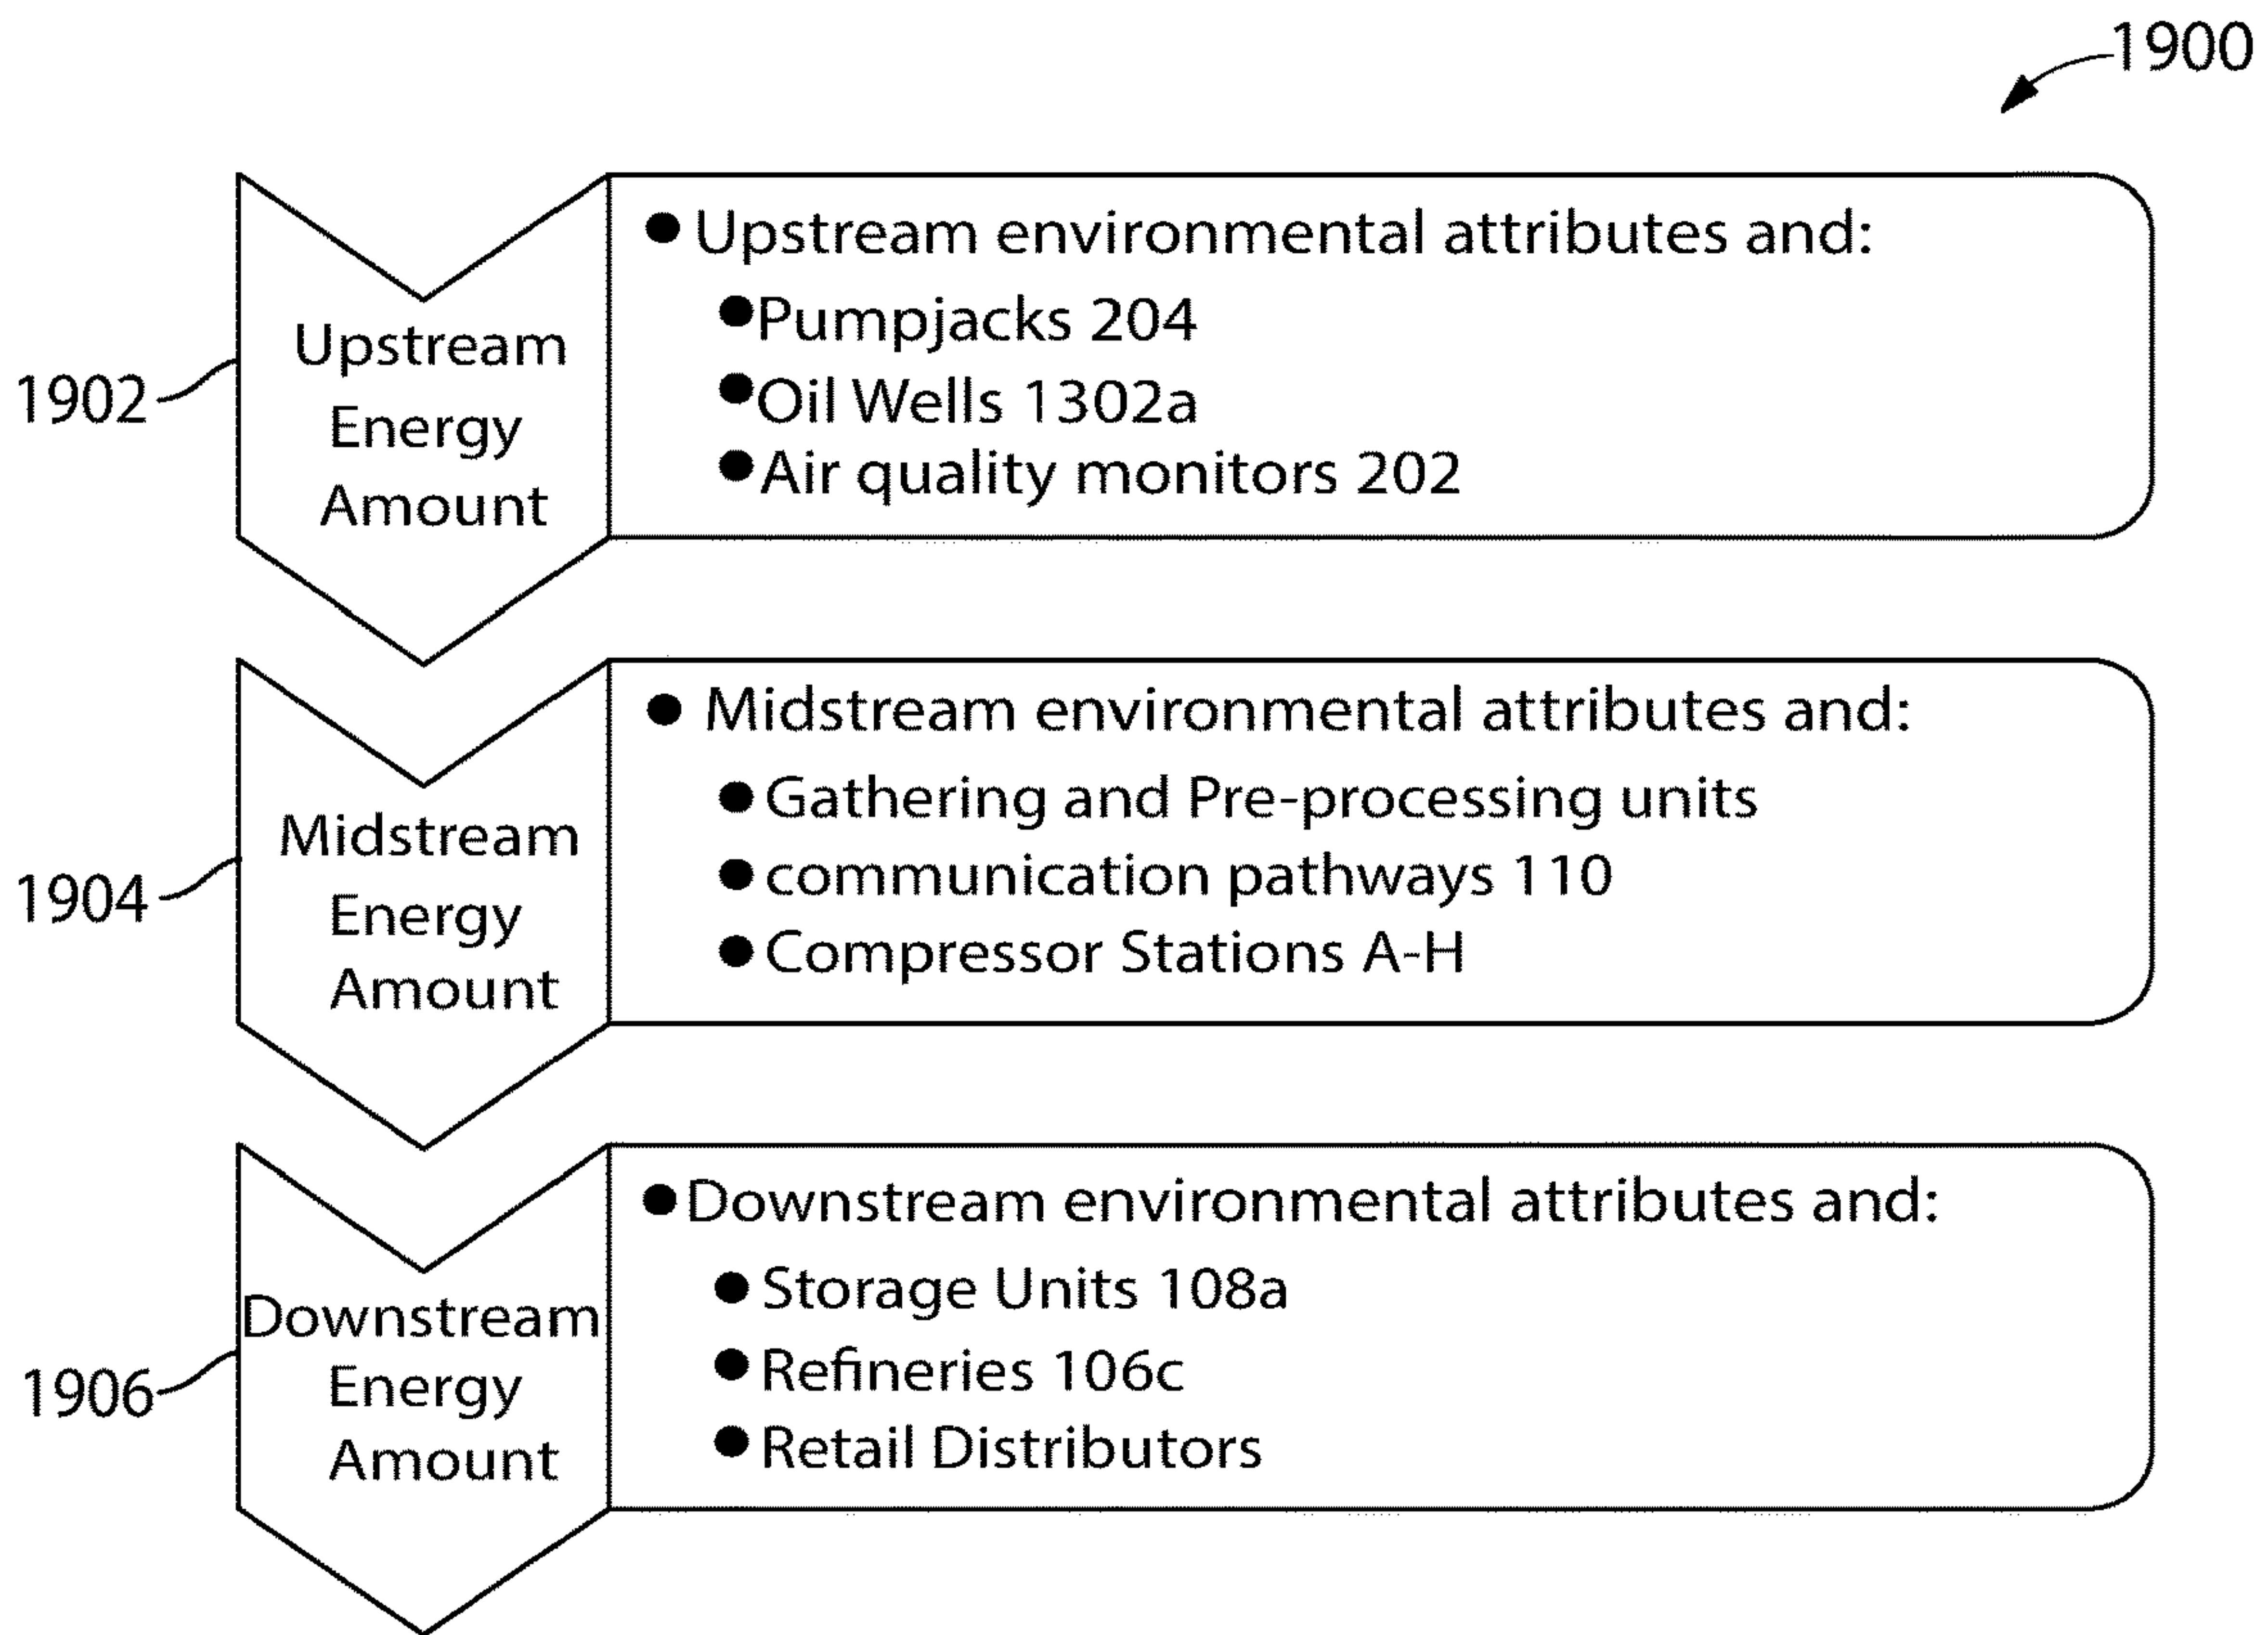 1900
1902
Upstream
Energy
Amount
● Upstream environmental attributes and:
● Pumpjacks 204
● Oil Wells 1302a
● Air quality monitors 202
1904
Midstream
Energy
Amount
● Midstream environmental attributes and:
● Gathering and Pre-processing units
● communication pathways 110
● Compressor Stations A-H
1906
Downstream
Energy
Amount
● Downstream environmental attributes and:
● Storage Units 108a
● Refineries 106c
● Retail Distributors